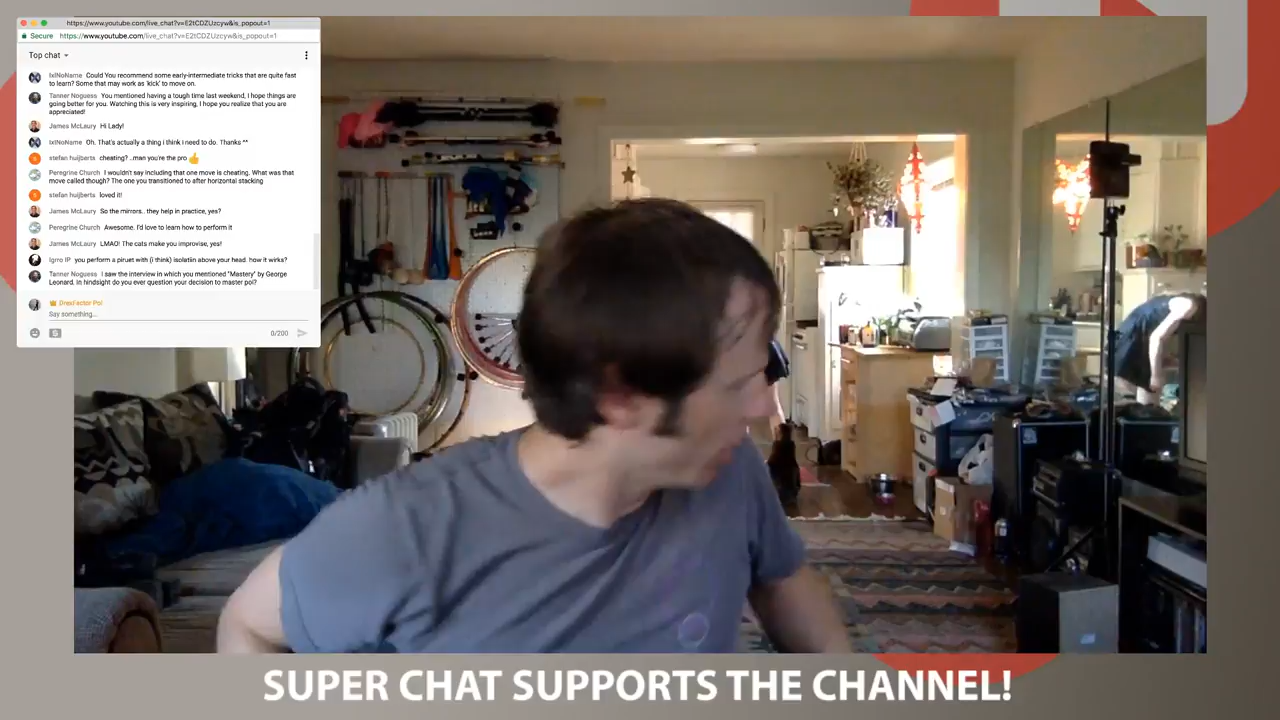 https://www.youtube.com/live_chat?v=E2tCDZUzcyw&is_popout=1
Secure https://www.youtube.com/live_chat?v=E2tCDZUzcyw&is_popout=1
Top chat
IxINoName Could You recommend some early-intermediate tricks that are quite fast
to learn? Some that may work as 'kick' to move on.
Tanner Noguess You mentioned having a tough time last weekend, I hope things are
going better for you. Watching this is very inspiring, I hope you realize that you are
appreciated!
James McLaury Hi Lady!
IxINoName Oh. That's actually a thing i think I need to do. Thanks ^^
stefan huijberts cheating? ..man you're the pro
Peregrine Church I wouldn't say including that one move is cheating. What was that
move called though? The one you transitioned to after horizontal stacking
stefan huijberts loved it!
James McLaury So the mirrors.. they help in practice, yes?
Peregrine Church Awesome. I'd love to learn how to perform it
James McLaury LMAO! The cats make you improvise, yes!
Igrro IP you perform a piruet with (i think) isolatiin above your head. how it wirks?
Tanner Noguess I saw the interview in which you mentioned "Mastery" by George
Leonard. In hindsight do you ever question your decision to master poi?
DrexFactor Poi
Say something...
0/200
SUPER CHAT SUPPORTS THE CHANNEL!